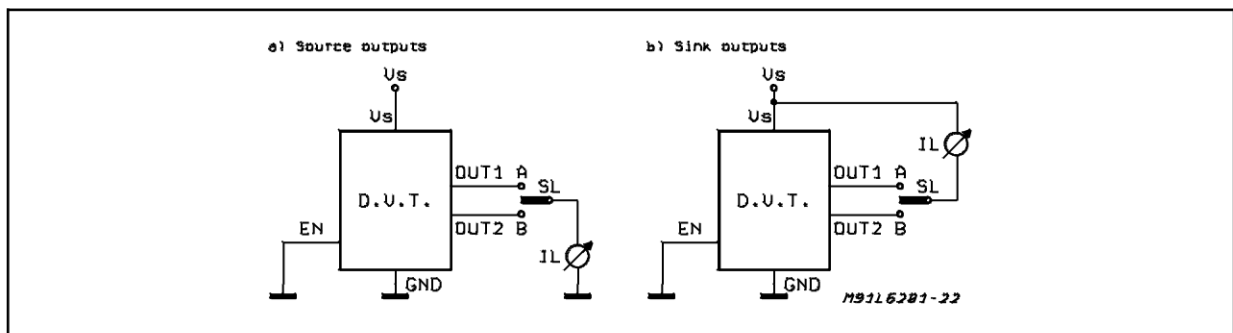 a) Source outputs
Vs
Vs
D.U.T.
OUT1 A
SL
OUT2 B
EN
IL
GND
b) Sink outputs
Vs
Vs
IL
D.U.T.
OUT1 A
SL
OUT2 B
EN
GND
M91L6201-22